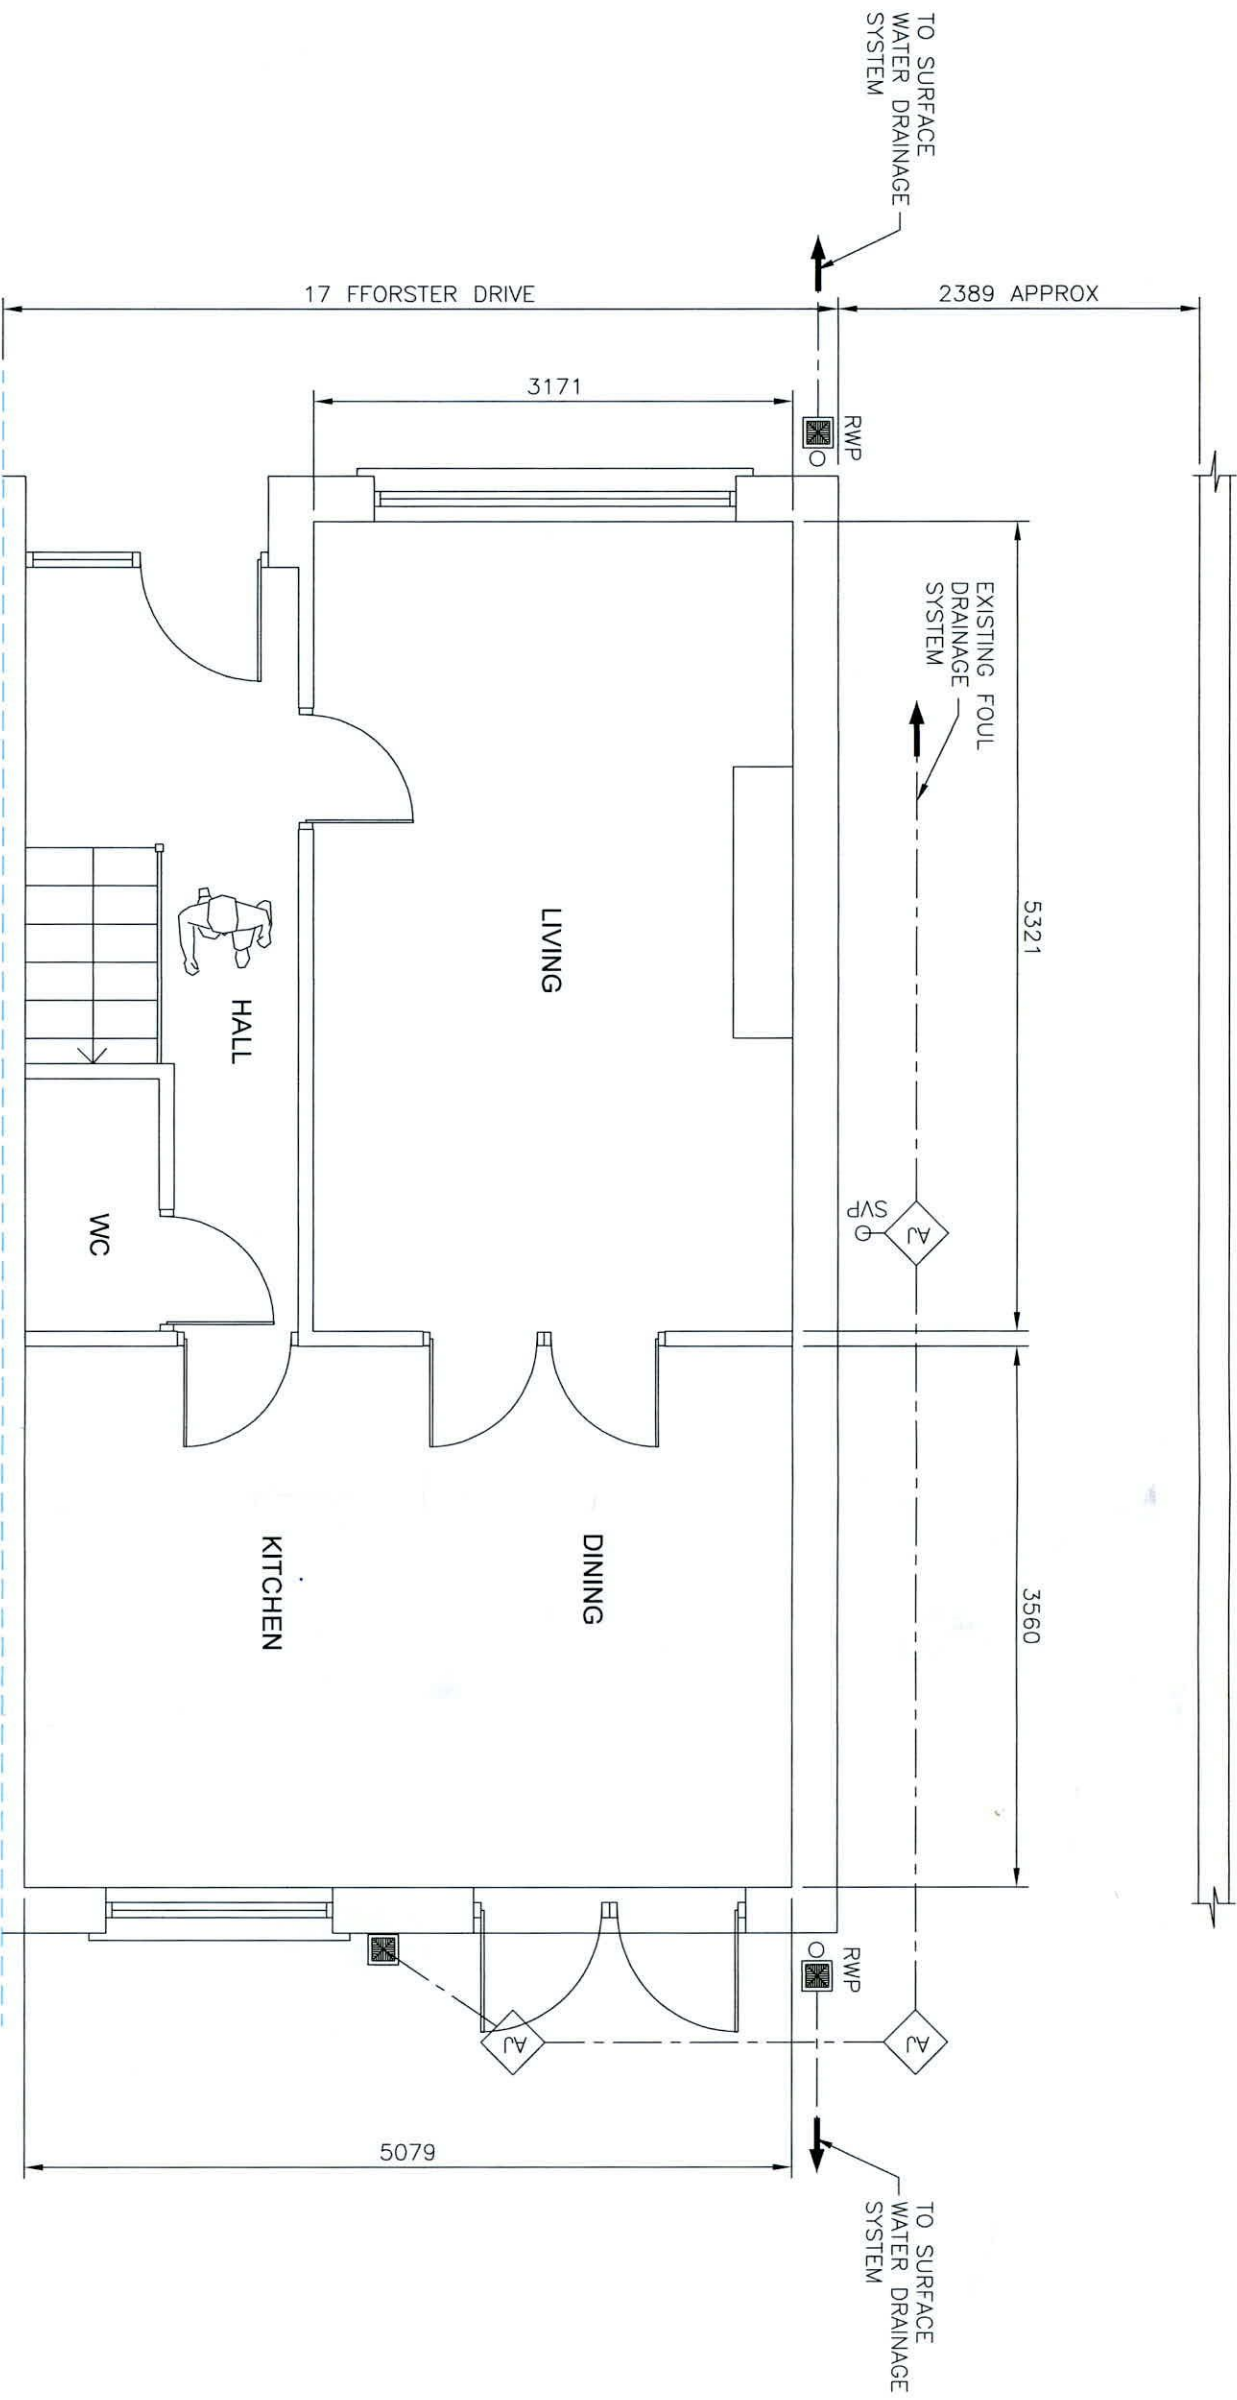 TO SURFACE
WATER DRAINAGE
SYSTEM
17 FFORSTER DRIVE
2389 APPROX
3171
RWP
EXISTING FOUL
DRAINAGE
SYSTEM
5321
LIVING
HALL
WC
SVP
AJ
3560
DINING
KITCHEN
RWP
AJ
AJ
5079
TO SURFACE
WATER DRAINAGE
SYSTEM